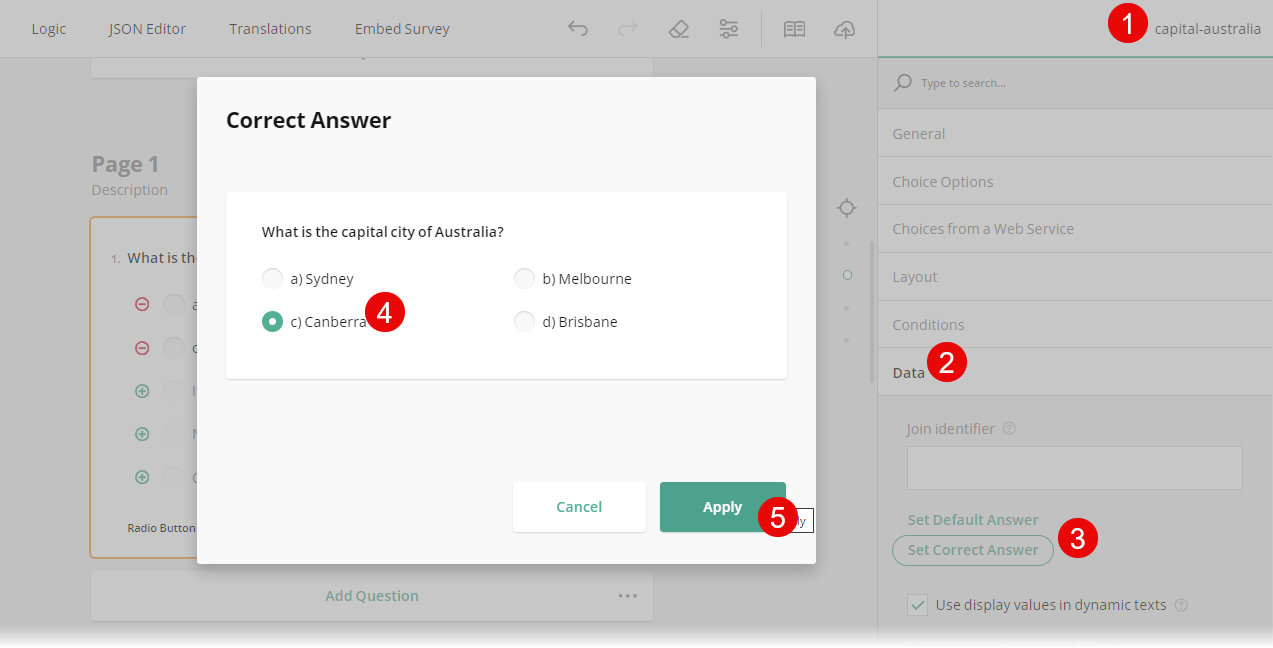 Logic JSON Editor Translations Embed Survey
1 capital-australia
Type to search...
Correct Answer
General
Page 1
Description
Choice Options
What is the capital city of Australia?
Choices from a Web Service
1. What is th
a) Sydney b) Melbourne
Layout
c) Canberra 4 d) Brisbane
Conditions
Data 2
Join identifier
Cancel Apply 5
Set Default Answer
Radio Button
Set Correct Answer 3
Add Question
Use display values in dynamic texts